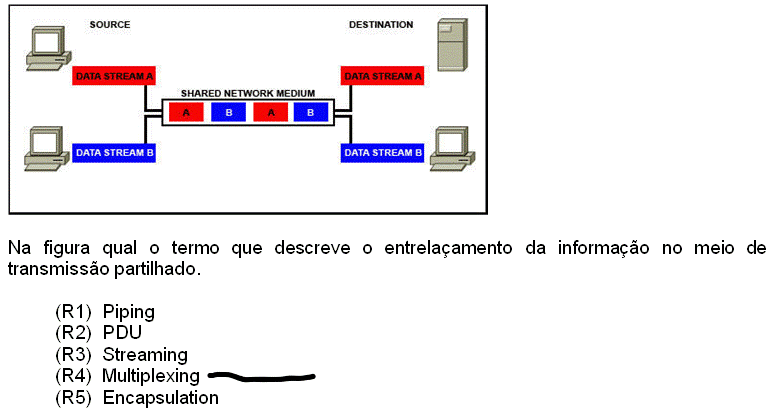 SOURCE DESTINATION
DATA STREAM A DATA STREAM A
SHARED NETWORK MEDIUM
A B A B
DATA STREAM B DATA STREAM B
Na figura qual o termo que descreve o entrelaçamento da informação no meio de
transmissão partilhado.
(R1) Piping
(R2) PDU
(R3) Streaming
(R4) Multiplexing
(R5) Encapsulation